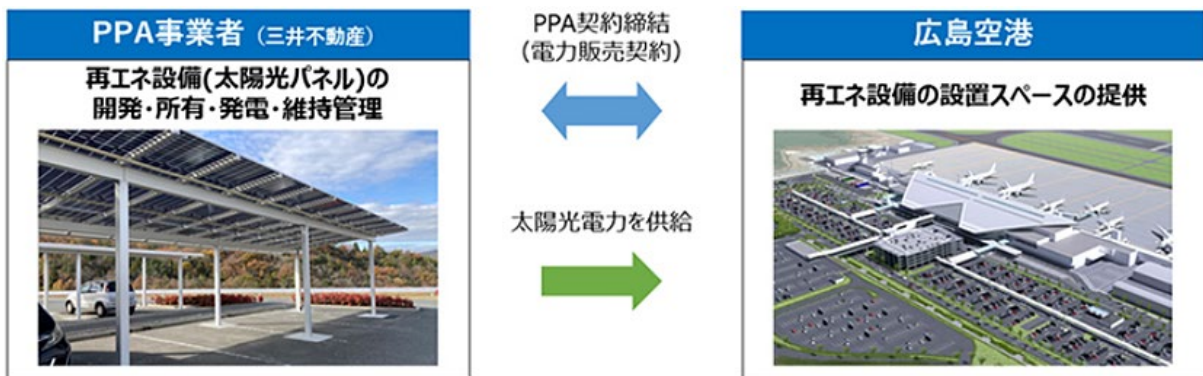 PPA事業者（三井不動産）
再エネ設備(太陽光パネル)の
開発・所有・発電・維持管理
PPA契約締結
（電力販売契約）
太陽光電力を供給
広島空港
再エネ設備の設置スペースの提供